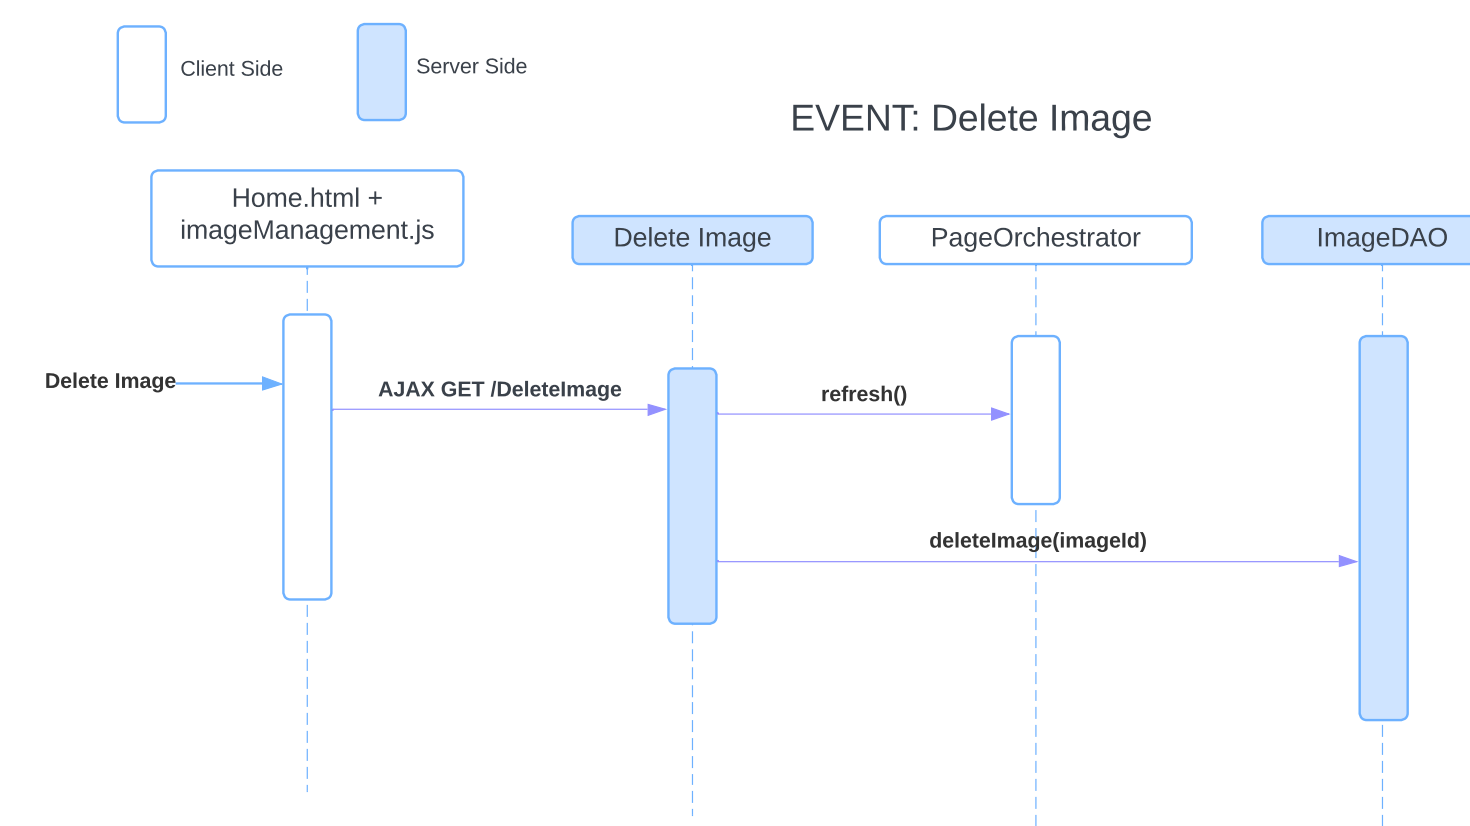 Client Side
Server Side
EVENT: Delete Image
Home.html +
imageManagement.js
Delete Image
PageOrchestrator
ImageDAO
Delete Image
AJAX GET /DeleteImage
refresh()
deleteImage(imageId)